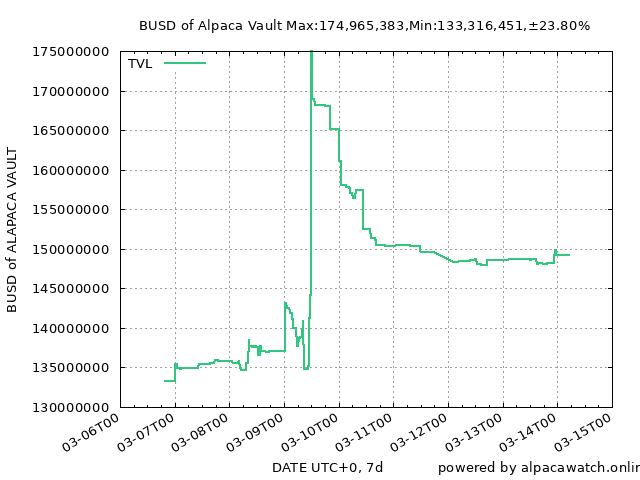 BUSD of Alpaca Vault Max:174,965,383,Min:133,316,451,±23.80%
TVL
175000000
170000000
165000000
160000000
155000000
150000000
145000000
140000000
135000000
130000000
BUSD of ALAPACA VAULT
03-06T00
03-07T00
03-08T00
03-09T00
03-10T00
03-11T00
03-12T00
03-13T00
03-14T00
03-15T00
DATE UTC+0, 7d
powered by alpacawatch.onlin